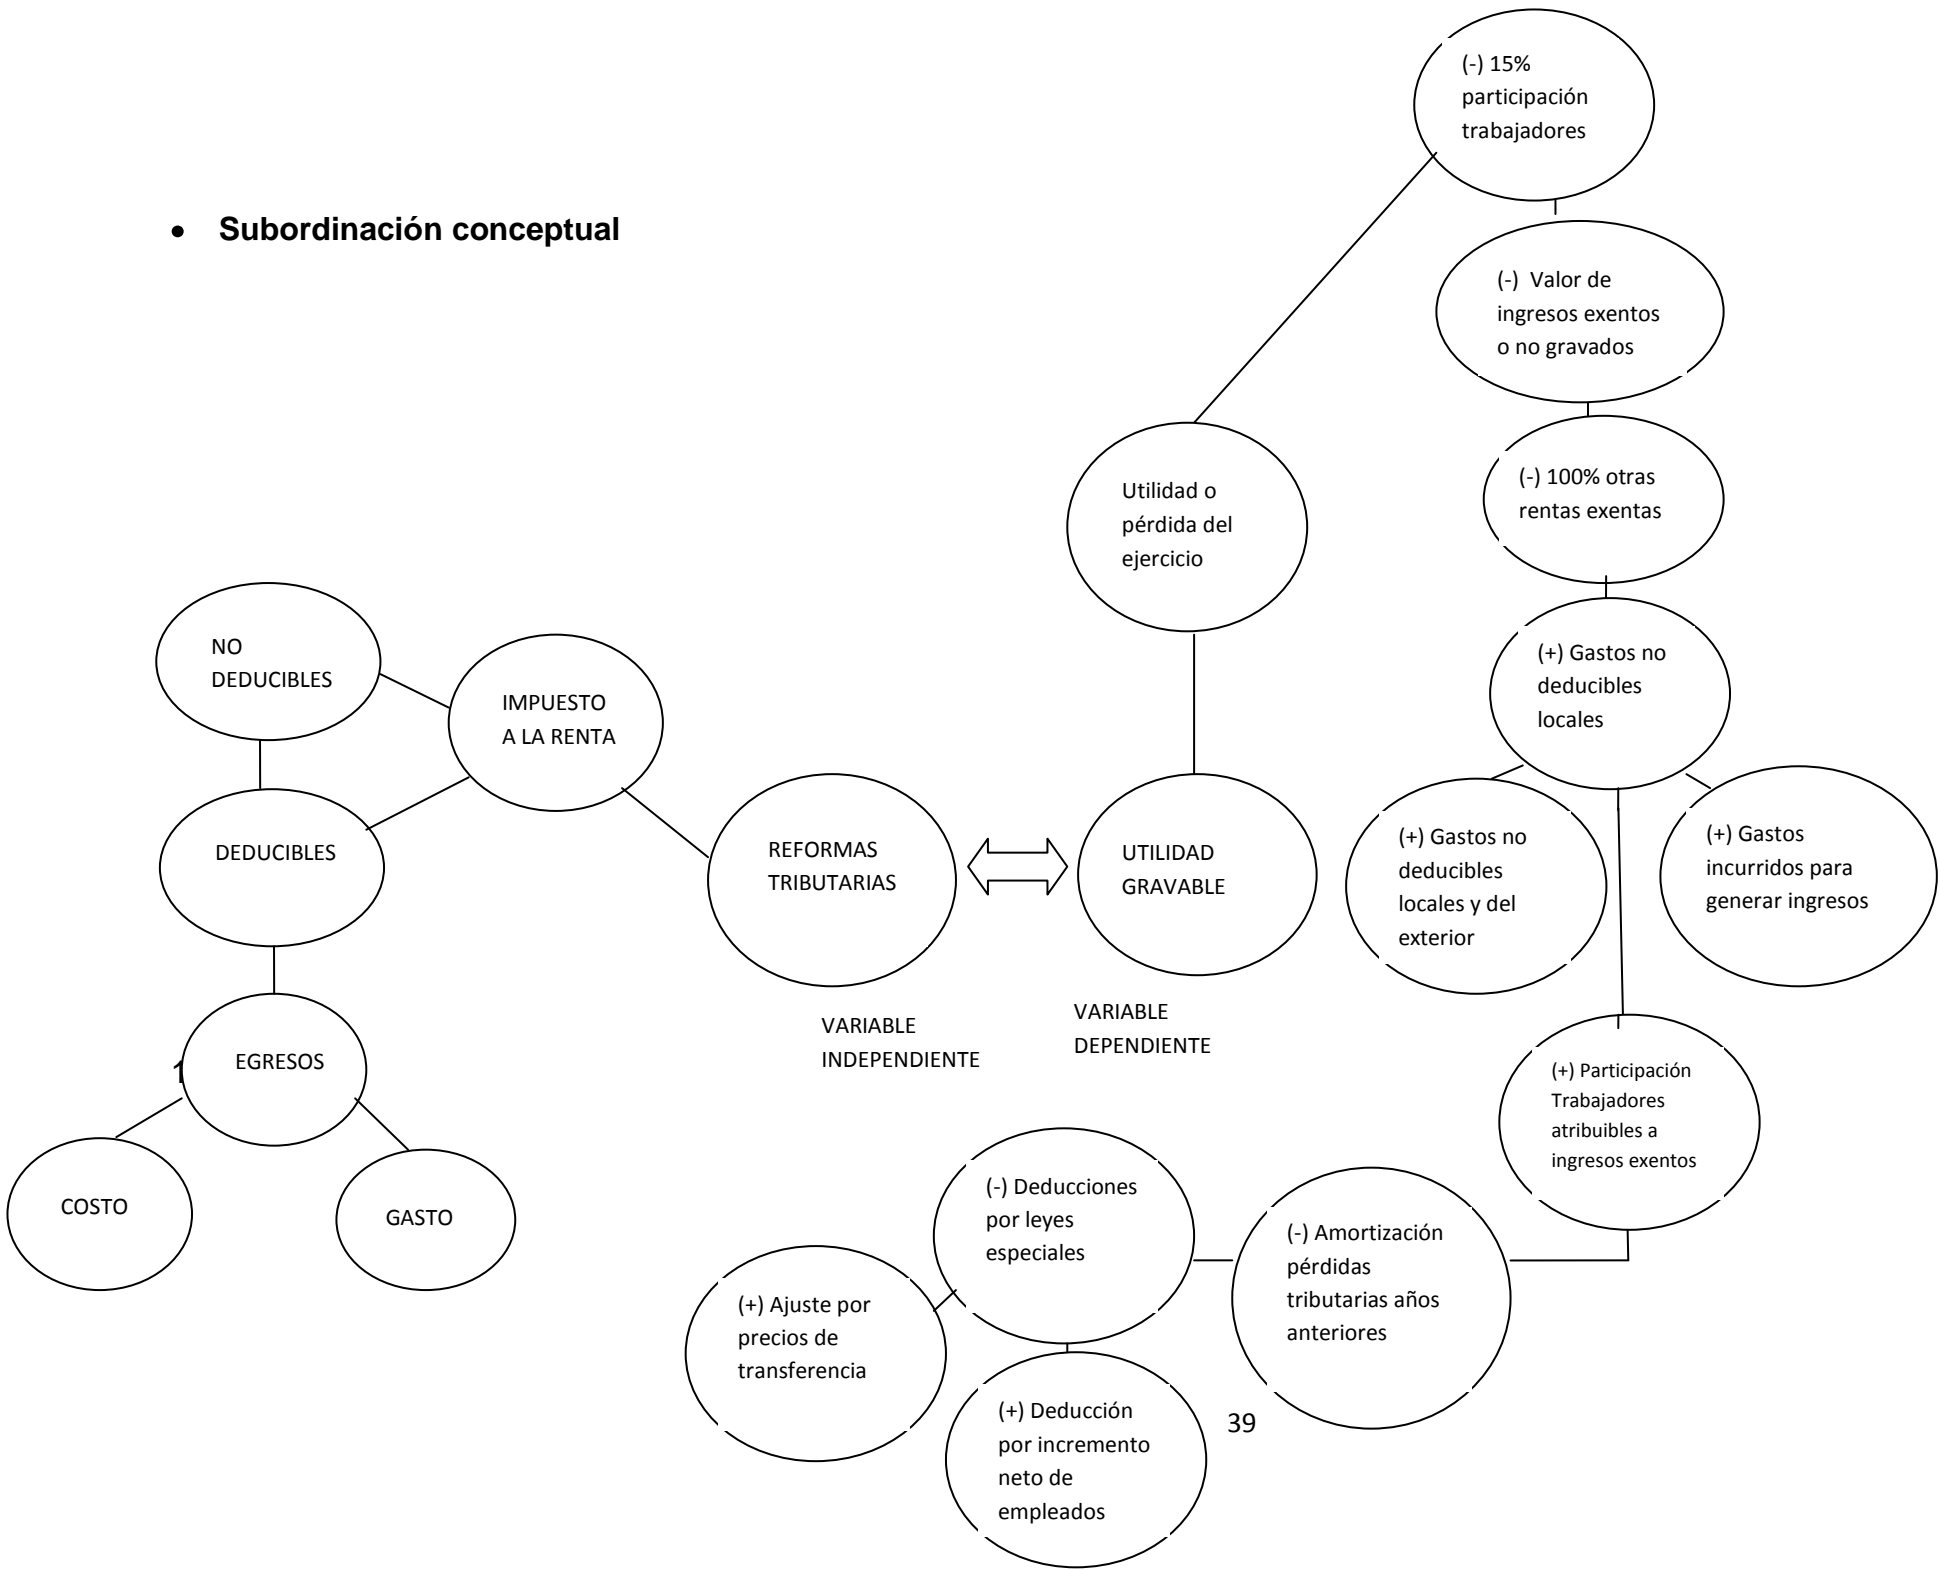 (-) 15%
participación
trabajadores
• Subordinación conceptual
(-) Valor de
ingresos exentos
o no gravados
(-) 100% otras
rentas exentas
Utilidad o
pérdida del
ejercicio
NO
DEDUCIBLES
IMPUESTO
A LA RENTA
(+) Gastos no
deducibles
locales
DEDUCIBLES
REFORMAS
TRIBUTARIAS
UTILIDAD
GRAVABLE
(+) Gastos no
deducibles
locales y del
exterior
(+) Gastos
incurridos para
generar ingresos
VARIABLE
INDEPENDIENTE
VARIABLE
DEPENDIENTE
1
EGRESOS
(+) Participación
Trabajadores
atribuibles a
ingresos exentos
COSTO
GASTO
(-) Deducciones
por leyes
especiales
(-) Amortización
pérdidas
tributarias años
anteriores
(+) Ajuste por
precios de
transferencia
(+) Deducción
por incremento
neto de
empleados
39